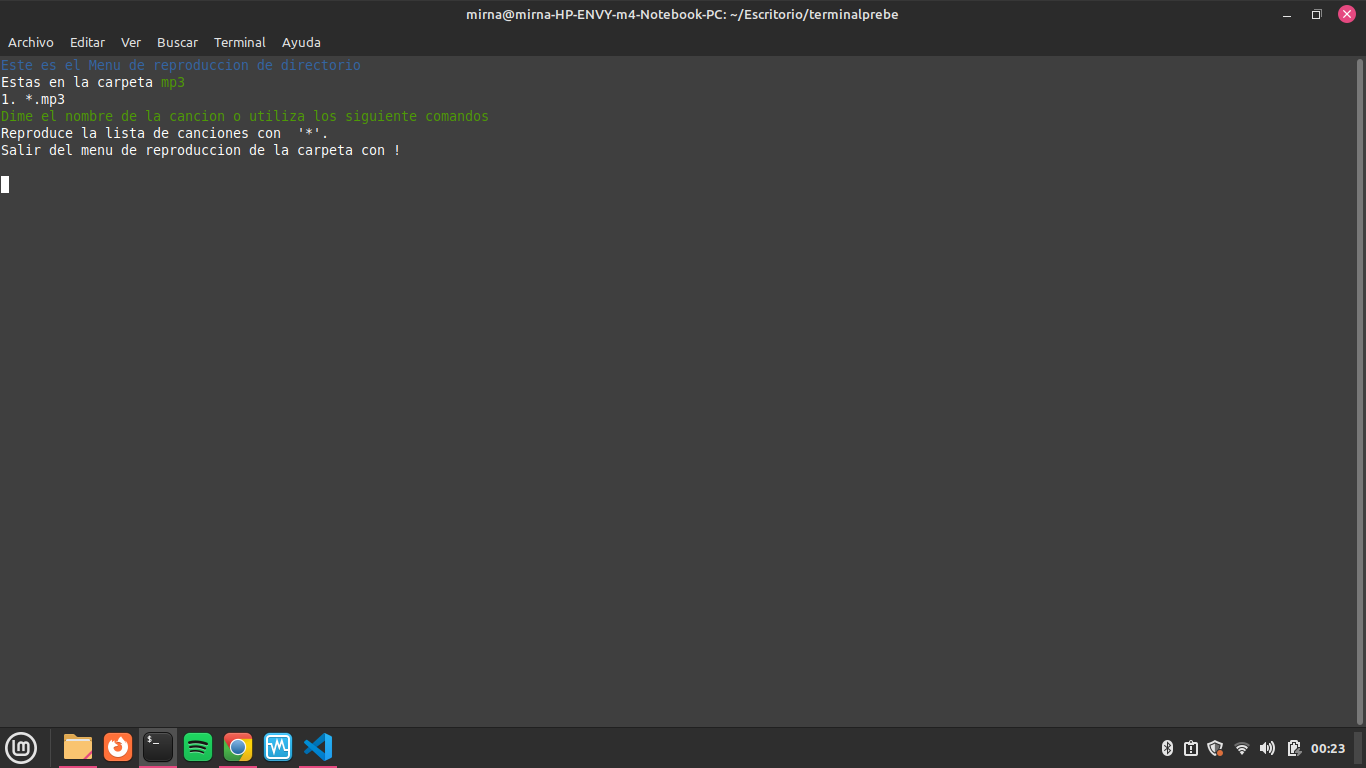 mirna@mirna-HP-ENVY-m4-Notebook-PC: ~/Escritorio/terminalprebe
Archivo Editar Ver Buscar Terminal Ayuda
Este es el Menu de reproduccion de directorio
Estas en la carpeta mp3
1. *.mp3
Dime el nombre de la cancion o utiliza los siguiente comandos
Reproduce la lista de canciones con  '*'.
Salir del menu de reproduccion de la carpeta con !
$_
00:23